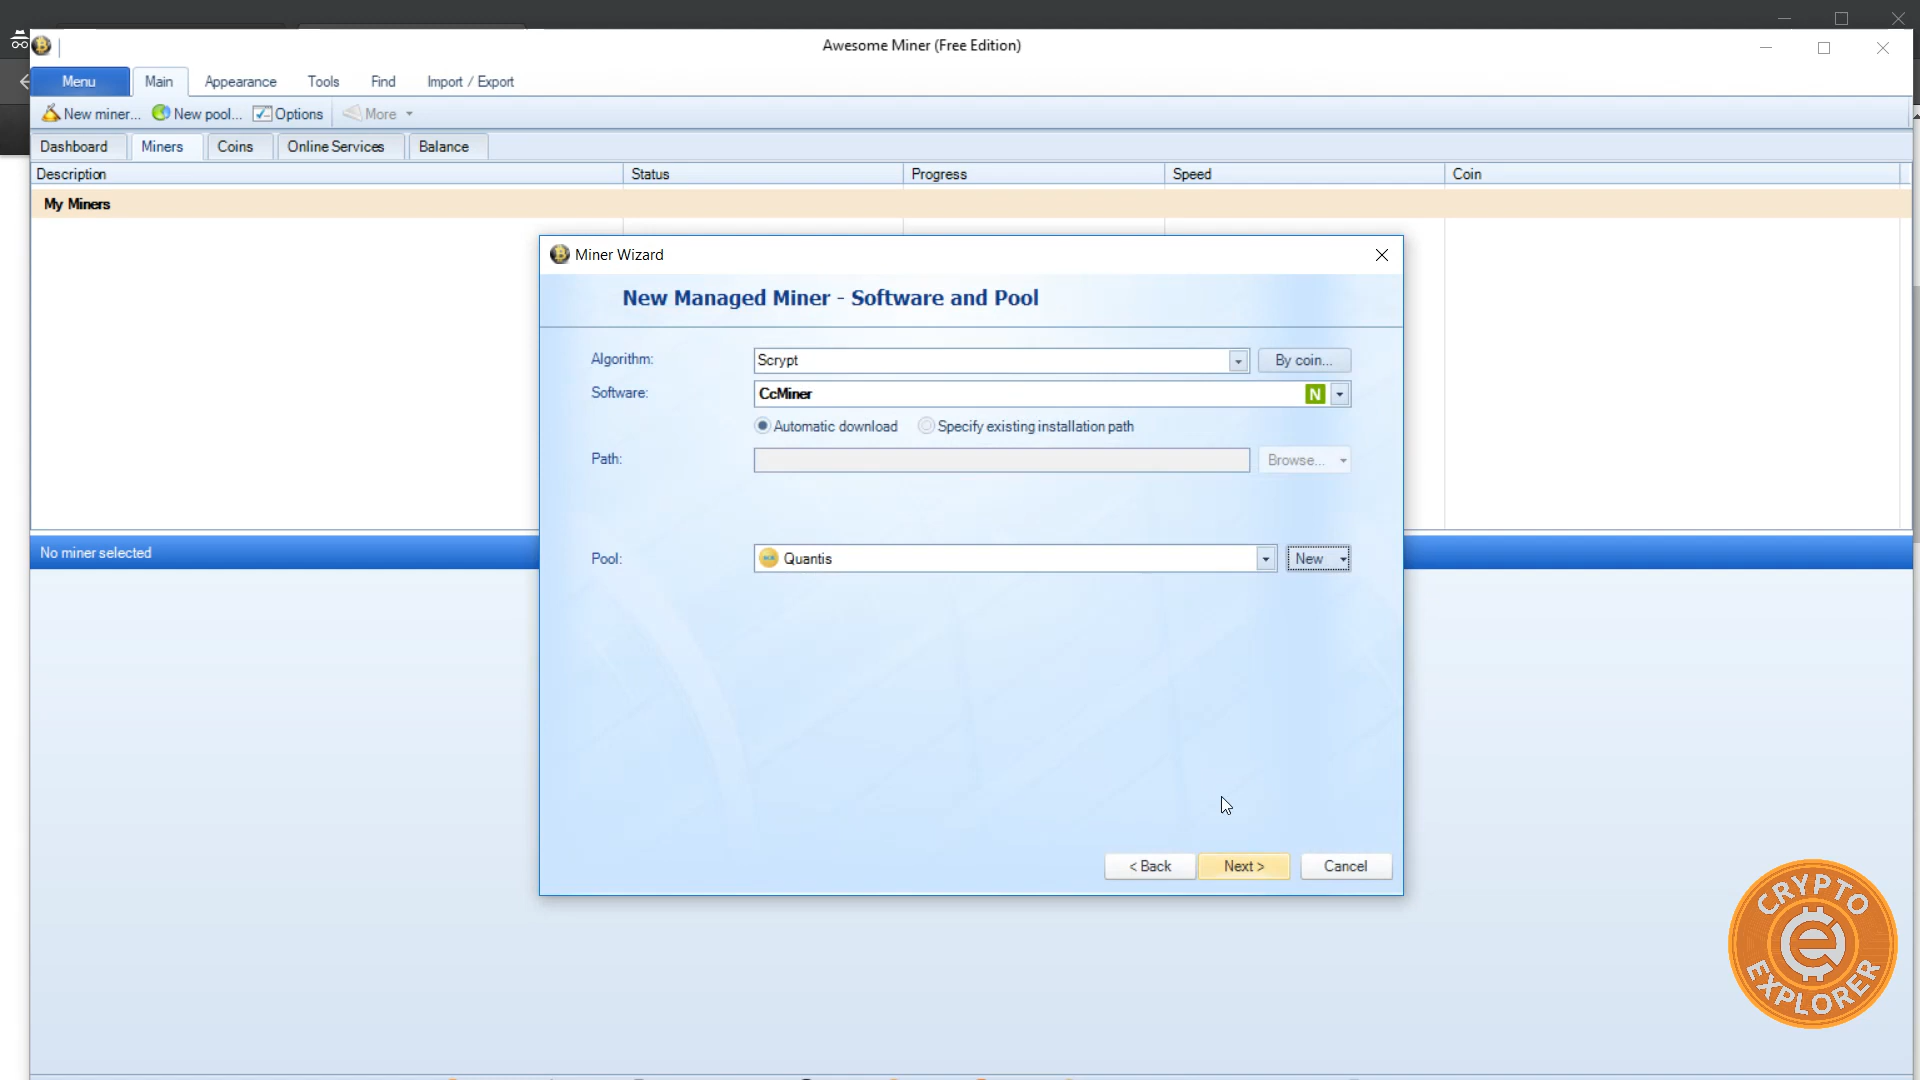 Awesome Miner (Free Edition)
Menu Main Appearance Tools Find Import / Export
New miner... New pool... Options More
Dashboard Miners Coins Online Services Balance
Description Status Progress Speed Coin
My Miners
Miner Wizard
New Managed Miner - Software and Pool
Algorithm: Scrypt By coin...
Software: CcMiner N
Automatic download Specify existing installation path
Path: Browse...
No miner selected
Pool: Quantis New
< Back Next > Cancel
CRYPTO
EXPLORER